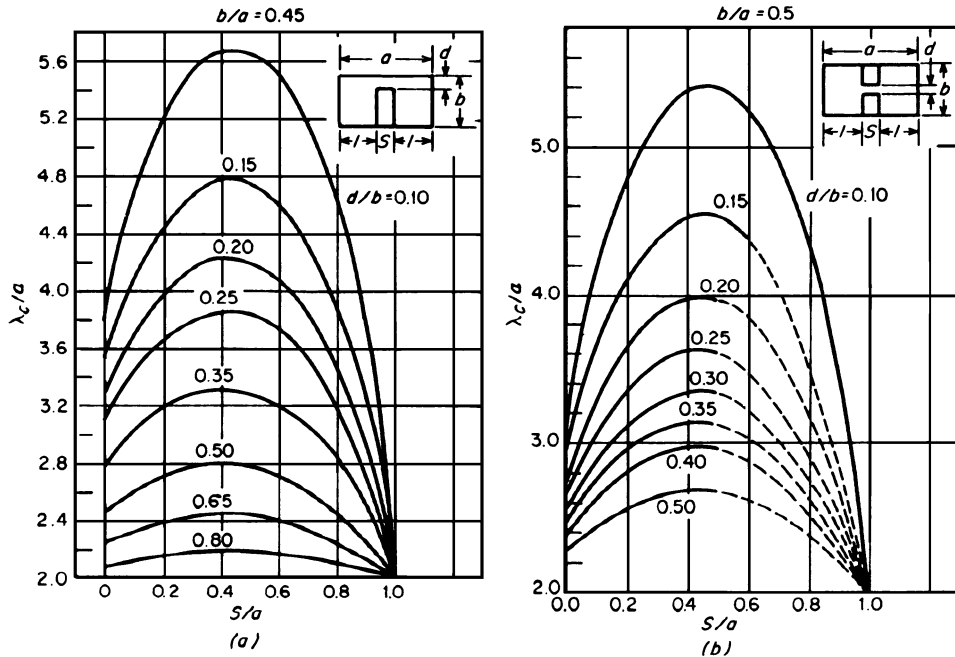 b/a = 0.45
5.6
5.2
4.8
4.4
4.0
3.6
3.2
2.8
2.4
2.0
λc/a
0.15
0.20
0.25
0.35
0.50
0.65
0.80
d/b = 0.10
a
d
b
l
S
l
0
0.2
0.4
0.6
0.8
1.0
S/a
(a)
b/a = 0.5
5.0
4.0
3.0
2.0
λc/a
0.15
0.20
0.25
0.30
0.35
0.40
0.50
d/b = 0.10
a
d
b
l
S
l
0.0
0.2
0.4
0.6
0.8
1.0
S/a
(b)